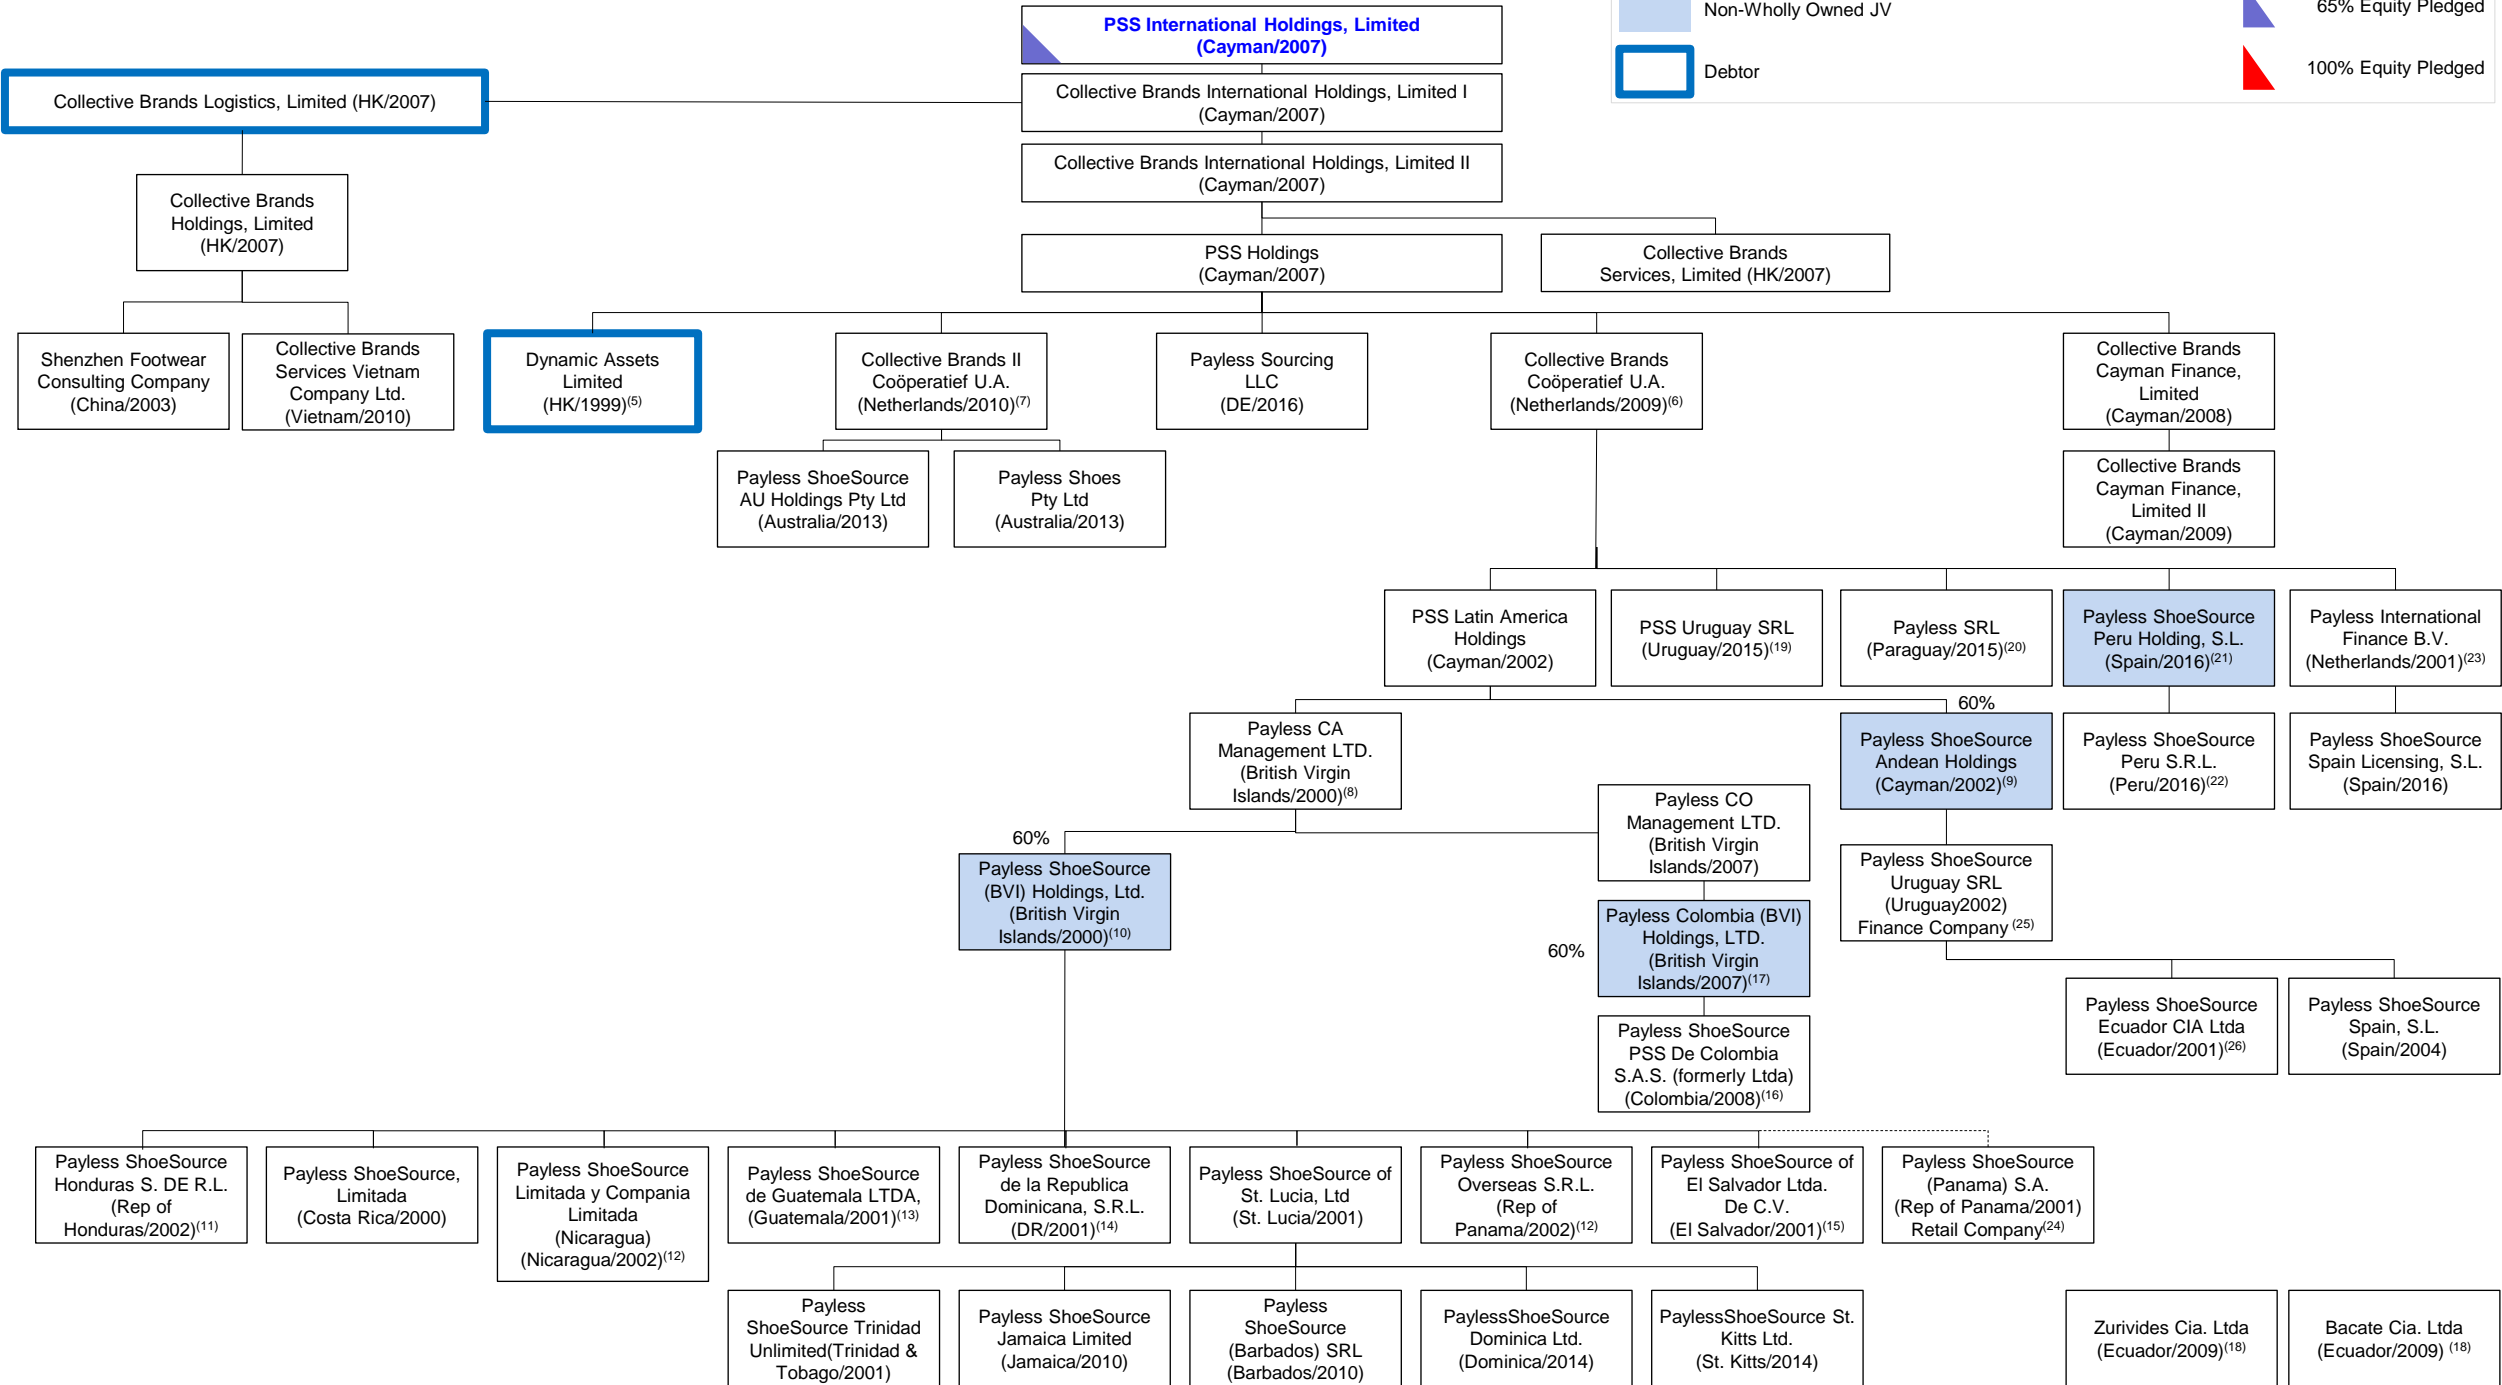 PSS International Holdings, Limited
(Cayman/2007)
Non-Wholly Owned JV
65% Equity Pledged
Debtor
100% Equity Pledged
Collective Brands Logistics, Limited (HK/2007)
Collective Brands International Holdings, Limited I
(Cayman/2007)
Collective Brands International Holdings, Limited II
(Cayman/2007)
Collective Brands
Holdings, Limited
(HK/2007)
PSS Holdings
(Cayman/2007)
Collective Brands
Services, Limited (HK/2007)
Shenzhen Footwear
Consulting Company
(China/2003)
Collective Brands
Services Vietnam
Company Ltd.
(Vietnam/2010)
Dynamic Assets
Limited
(HK/1999)(5)
Collective Brands II
Coöperatief U.A.
(Netherlands/2010)(7)
Payless Sourcing
LLC
(DE/2016)
Collective Brands
Coöperatief U.A.
(Netherlands/2009)(6)
Collective Brands
Cayman Finance,
Limited
(Cayman/2008)
Payless ShoeSource
AU Holdings Pty Ltd
(Australia/2013)
Payless Shoes
Pty Ltd
(Australia/2013)
Collective Brands
Cayman Finance,
Limited II
(Cayman/2009)
PSS Latin America
Holdings
(Cayman/2002)
PSS Uruguay SRL
(Uruguay/2015)(19)
Payless SRL
(Paraguay/2015)(20)
Payless ShoeSource
Peru Holding, S.L.
(Spain/2016)(21)
Payless International
Finance B.V.
(Netherlands/2001)(23)
60%
Payless CA
Management LTD.
(British Virgin
Islands/2000)(8)
Payless ShoeSource
Andean Holdings
(Cayman/2002)(9)
Payless ShoeSource
Peru S.R.L.
(Peru/2016)(22)
Payless ShoeSource
Spain Licensing, S.L.
(Spain/2016)
Payless CO
Management LTD.
(British Virgin
Islands/2007)
60%
Payless ShoeSource
(BVI) Holdings, Ltd.
(British Virgin
Islands/2000)(10)
Payless ShoeSource
Uruguay SRL
(Uruguay2002)
Finance Company (25)
60%
Payless Colombia (BVI)
Holdings, LTD.
(British Virgin
Islands/2007)(17)
Payless ShoeSource
PSS De Colombia
S.A.S. (formerly Ltda)
(Colombia/2008)(16)
Payless ShoeSource
Ecuador CIA Ltda
(Ecuador/2001)(26)
Payless ShoeSource
Spain, S.L.
(Spain/2004)
Payless ShoeSource
Honduras S. DE R.L.
(Rep of
Honduras/2002)(11)
Payless ShoeSource,
Limitada
(Costa Rica/2000)
Payless ShoeSource
Limitada y Compania
Limitada
(Nicaragua)
(Nicaragua/2002)(12)
Payless ShoeSource
de Guatemala LTDA,
(Guatemala/2001)(13)
Payless ShoeSource
de la Republica
Dominicana, S.R.L.
(DR/2001)(14)
Payless ShoeSource of
St. Lucia, Ltd
(St. Lucia/2001)
Payless ShoeSource
Overseas S.R.L.
(Rep of
Panama/2002)(12)
Payless ShoeSource of
El Salvador Ltda.
De C.V.
(El Salvador/2001)(15)
Payless ShoeSource
(Panama) S.A.
(Rep of Panama/2001)
Retail Company(24)
Payless
ShoeSource Trinidad
Unlimited(Trinidad &
Tobago/2001)
Payless ShoeSource
Jamaica Limited
(Jamaica/2010)
Payless
ShoeSource
(Barbados) SRL
(Barbados/2010)
PaylessShoeSource
Dominica Ltd.
(Dominica/2014)
PaylessShoeSource St.
Kitts Ltd.
(St. Kitts/2014)
Zurivides Cia. Ltda
(Ecuador/2009)(18)
Bacate Cia. Ltda
(Ecuador/2009) (18)